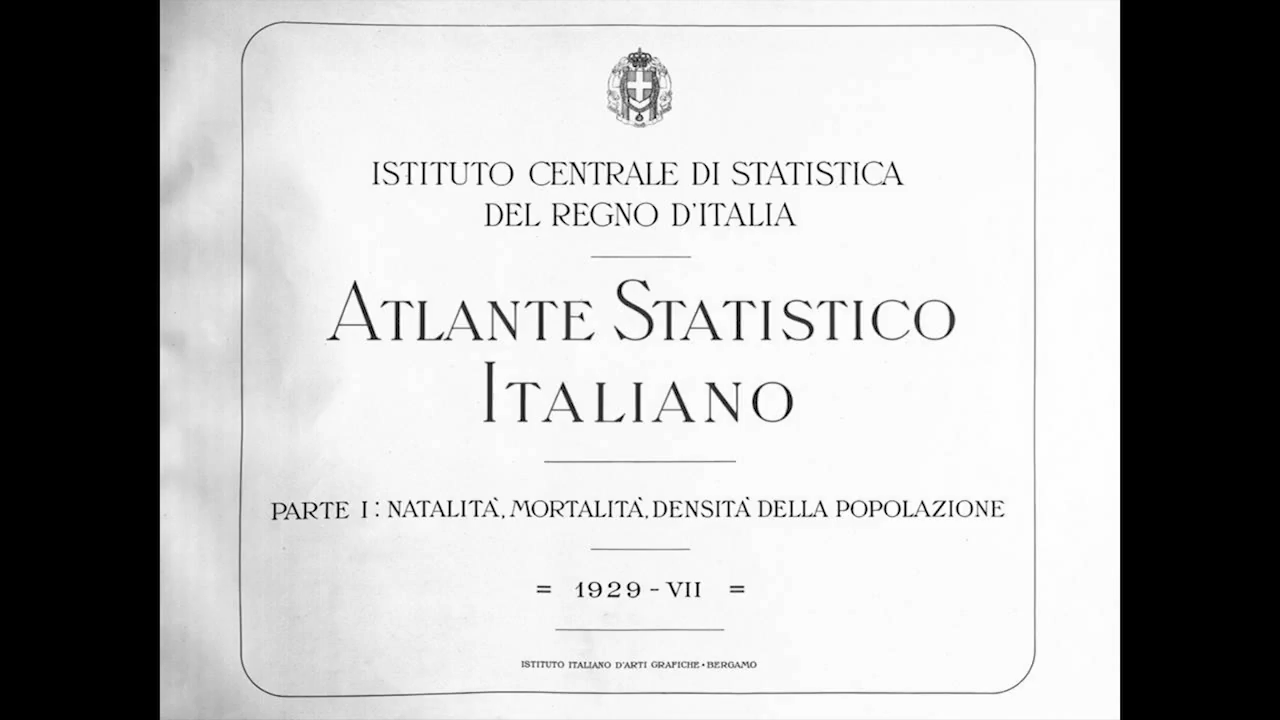 ISTITUTO CENTRALE DI STATISTICA
DEL REGNO D'ITALIA
ATLANTE STATISTICO
ITALIANO
PARTE I: NATALITÀ, MORTALITÀ, DENSITÀ DELLA POPOLAZIONE
= 1929 - VII =
ISTITUTO ITALIANO D'ARTI GRAFICHE • BERGAMO